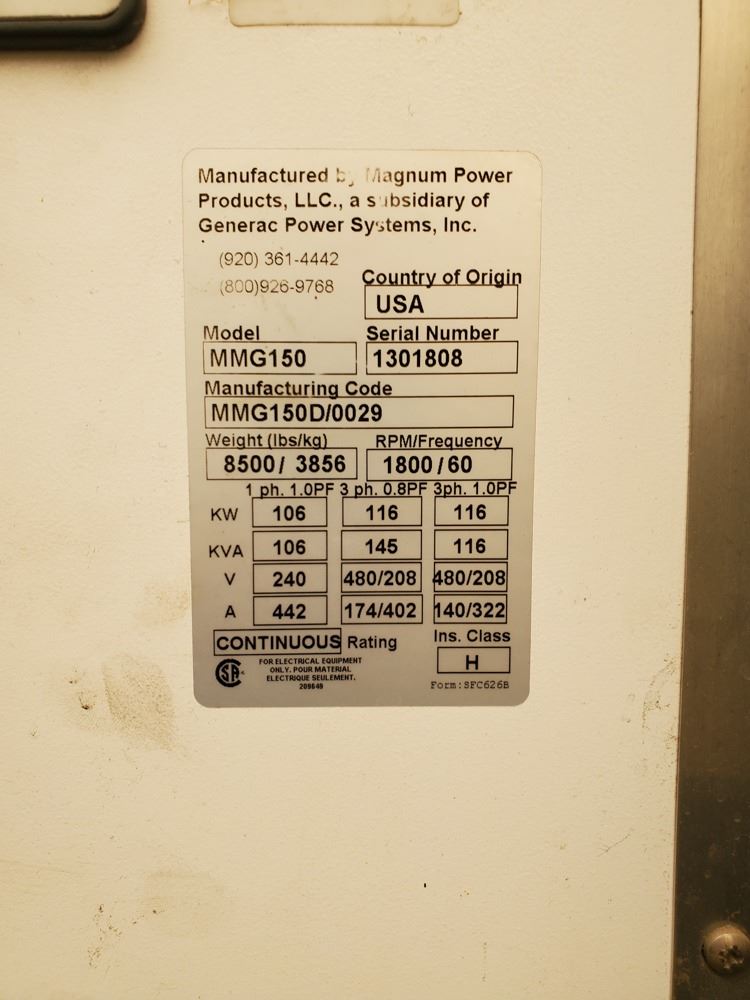 Manufactured by Magnum Power
Products, LLC., a subsidiary of
Generac Power Systems, Inc.
(920) 361-4442
(800)926-9768
Country of Origin
USA
Model Serial Number
MMG150 1301808
Manufacturing Code
MMG150D/0029
Weight (lbs/kg) RPM/Frequency
8500/ 3856 1800/60
1 ph. 1.0PF 3 ph. 0.8PF 3ph. 1.0PF
KW 106 116 116
KVA 106 145 116
V 240 480/208 480/208
A 442 174/402 140/322
CONTINUOUS Rating Ins. Class
H
SA
FOR ELECTRICAL EQUIPMENT
ONLY. POUR MATERIAL
ELECTRIQUE SEULEMENT.
209649
Form:SFC626B